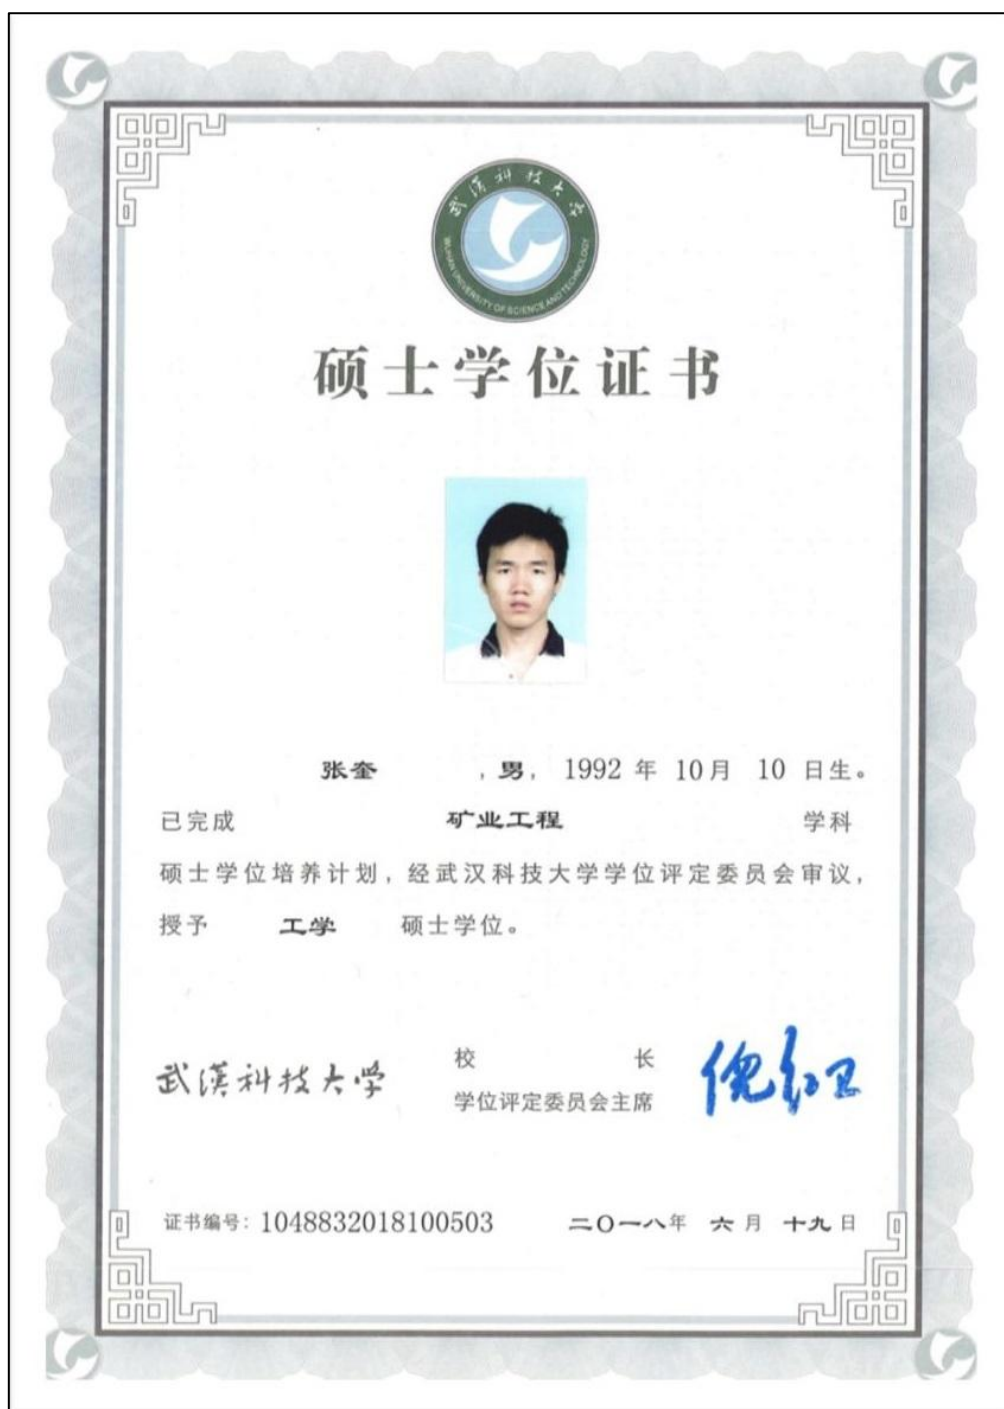 武漢科技大学
WUHAN UNIVERSITY OF SCIENCE AND TECHNOLOGY
硕士学位证书
张奎 ，男，1992 年 10月 10 日生。
已完成 矿业工程 学科
硕士学位培养计划，经武汉科技大学学位评定委员会审议，
授予 工学 硕士学位。
武漢科技大学
校 长
学位评定委员会主席
倪红卫
证书编号：1048832018100503 二〇一八年 六月 十九日